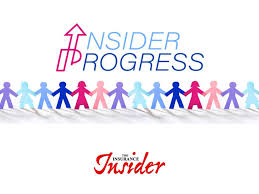 INSIDER
PROGRESS
THE
INSURANCE
Insider